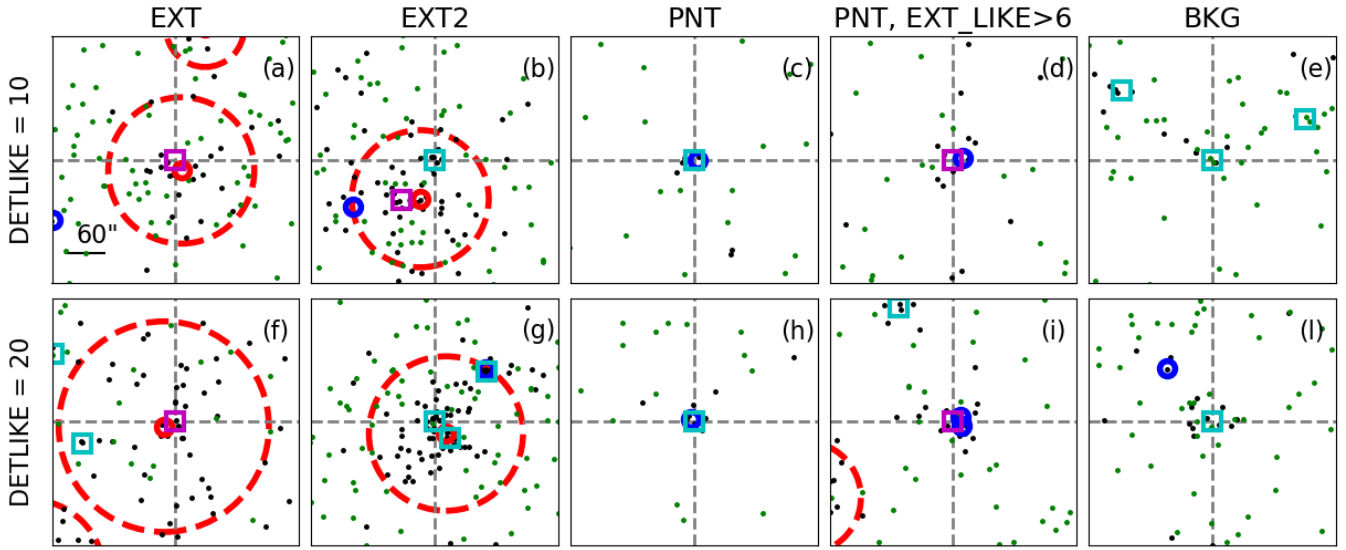 EXT EXT2 PNT PNT, EXT_LIKE>6 BKG
DETLIKE = 10
(a) (b) (c) (d) (e)
60"
DETLIKE = 20
(f) (g) (h) (i) (l)